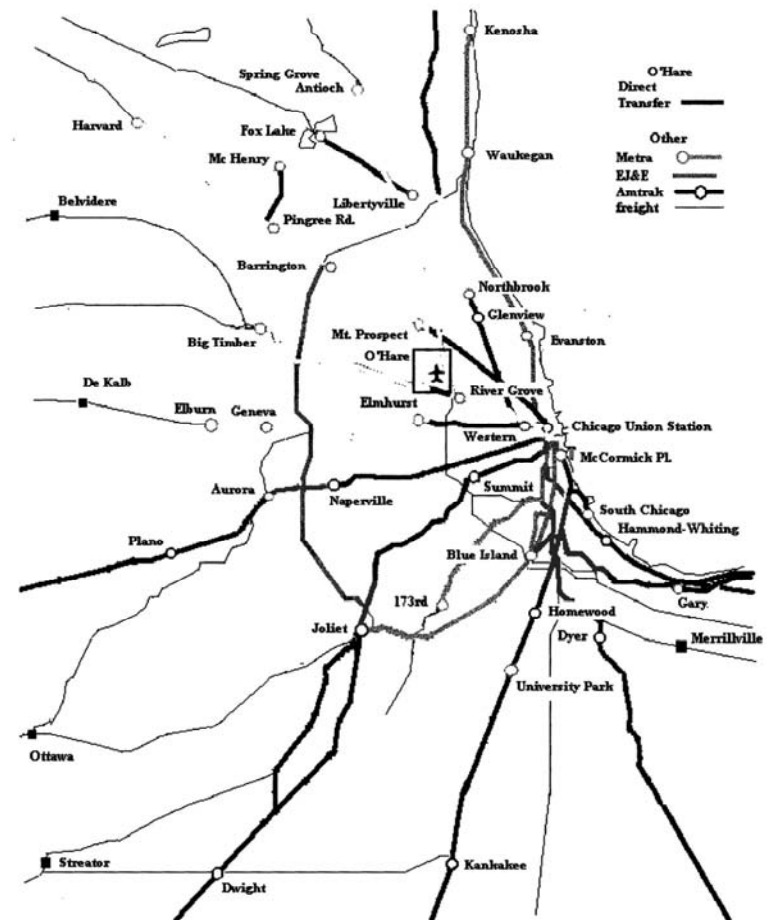 Kenosha
Spring Grove
Antioch
O'Hare
Direct
Transfer
Harvard
Fox Lake
Other
Mc Henry
Waukegan
Metra
EJ&E
Amtrak
freight
Belvidere
Libertyville
Pingree Rd.
Barrington
Northbrook
Glenview
Mt. Prospect
Big Timber
Evanston
O'Hare
De Kalb
River Grove
Elburn
Geneva
Elmhurst
Western
Chicago Union Station
McCormick Pl.
Aurora
Naperville
Summit
South Chicago
Hammond-Whiting
Plano
Blue Island
173rd
Gary
Joliet
Homewood
Dyer
Merrillville
University Park
Ottawa
Streator
Kankakee
Dwight